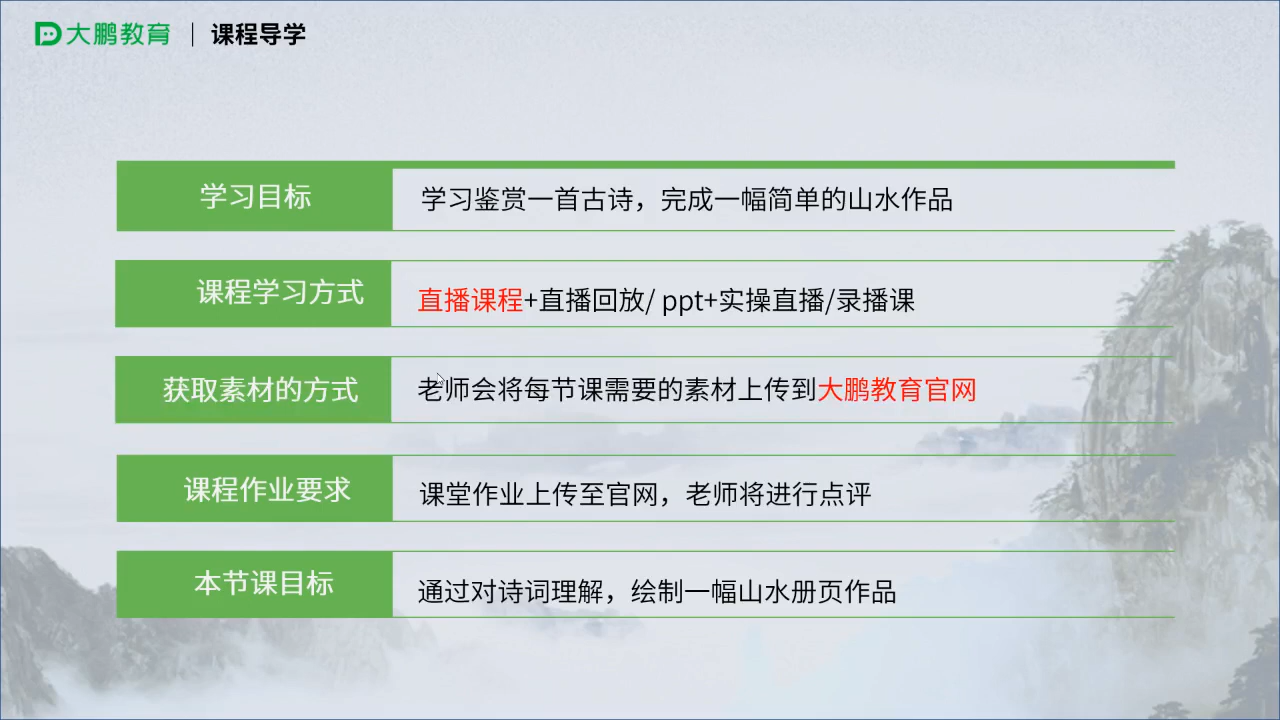 大鹏教育 | 课程导学
学习目标 学习鉴赏一首古诗，完成一幅简单的山水作品
课程学习方式 直播课程+直播回放/ ppt+实操直播/录播课
获取素材的方式 老师会将每节课需要的素材上传到大鹏教育官网
课程作业要求 课堂作业上传至官网，老师将进行点评
本节课目标 通过对诗词理解，绘制一幅山水册页作品